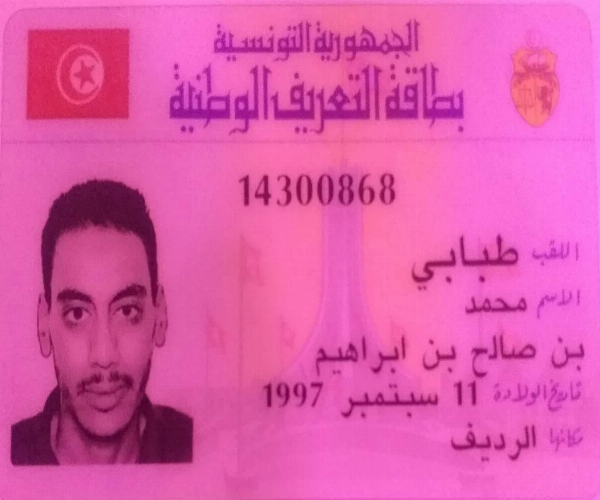 الجمهورية التونسية
بطاقة التعريف الوطنية
14300868
اللقب طبابي
الاسم محمد
بن صالح بن ابراهيم
تاريخ الولادة 11 سبتمبر 1997
مكانها الرديف